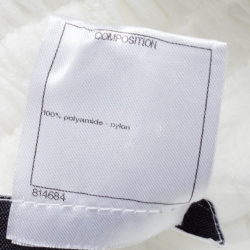 COMPOSITION
100% polyamide - nylon
814684